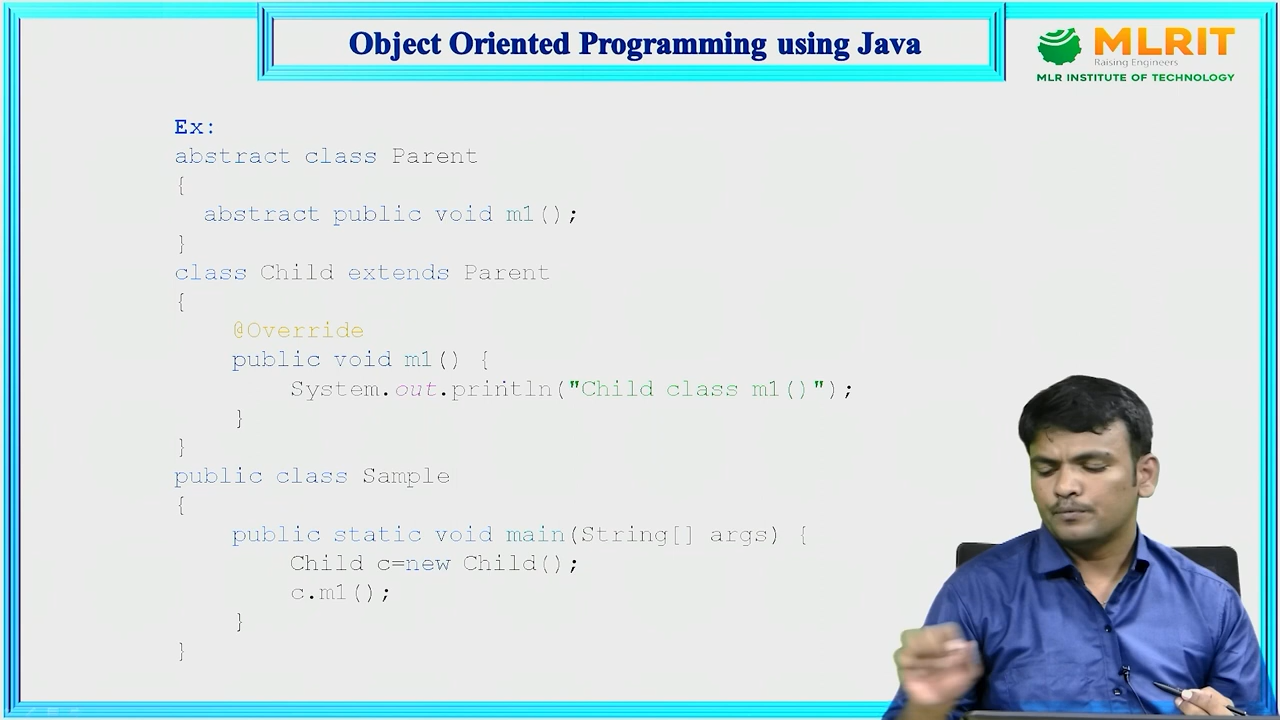 Object Oriented Programming using Java
MLRIT
Raising Engineers
MLR INSTITUTE OF TECHNOLOGY
Ex:
abstract class Parent
{
  abstract public void m1();
}
class Child extends Parent
{
    @Override
    public void m1() {
        System.out.println("Child class m1()");
    }
}
public class Sample
{
    public static void main(String[] args) {
        Child c=new Child();
        c.m1();
    }
}